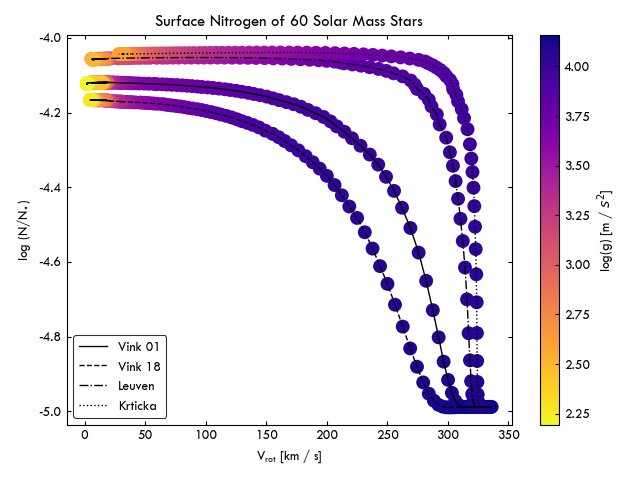 Surface Nitrogen of 60 Solar Mass Stars
-4.0
-4.2
-4.4
-4.6
-4.8
-5.0
log (N/N⋆)
Vink 01
Vink 18
Leuven
Krticka
0
50
100
150
200
250
300
350
V_rot [km / s]
4.00
3.75
3.50
3.25
3.00
2.75
2.50
2.25
log(g) [m / s²]